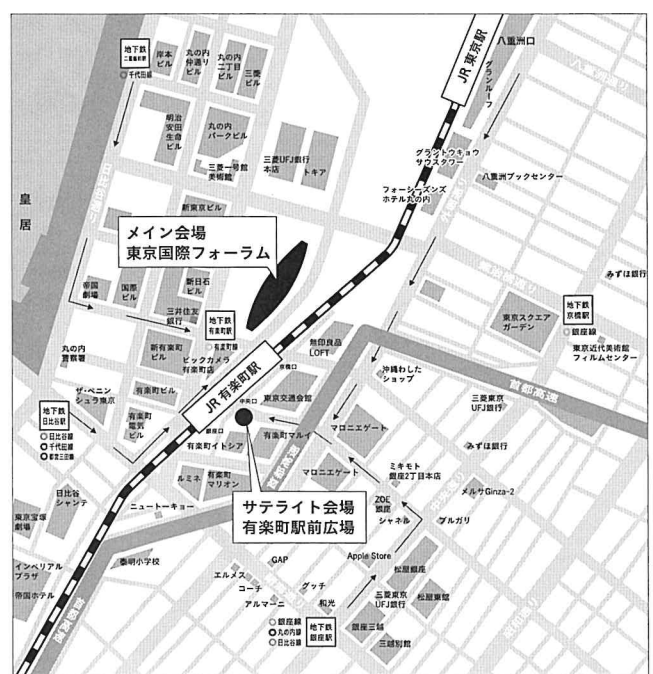 地下鉄
二重橋前駅
千代田線
岸本
ビル
丸の内
仲通り
ビル
丸の内
二丁目
ビル
三菱
ビル
JR 東京駅
八重洲口
グランルーフ
八重洲通り
明治
安田
生命
ビル
丸の内
パークビル
三菱一号館
美術館
三菱UFJ銀行
本店
トキア
グラントウキョウ
サウスタワー
フォーシーズンズ
ホテル丸の内
八重洲ブックセンター
皇居
新東京ビル
メイン会場
東京国際フォーラム
みずほ銀行
帝国
劇場
国際
ビル
新日石
ビル
三井住友
銀行
地下鉄
有楽町駅
有楽町線
東京スクエア
ガーデン
地下鉄
京橋駅
銀座線
東京近代美術館
フィルムセンター
丸の内
警察署
新有楽町
ビル
ビックカメラ
有楽町店
JR 有楽町駅
無印良品
LOFT
京橋口
沖縄わした
ショップ
首都高速
ザ・ペニン
シュラ東京
有楽町ビル
中央口
東京交通会館
三菱東京
UFJ銀行
地下鉄
日比谷駅
日比谷線
千代田線
都営三田線
有楽町
電気
ビル
銀座口
有楽町イトシア
有楽町マルイ
マロニエゲート
みずほ銀行
首都高速
ルミネ
有楽町
マリオン
マロニエゲート
ミキモト
銀座2丁目本店
メルサGinza-2
日比谷
シャンテ
サテライト会場
有楽町駅前広場
ZOE
銀座
シャネル
ブルガリ
東京宝塚
劇場
ニュートーキョー
インペリアル
プラザ
帝国ホテル
首都高速
泰明小学校
GAP
エルメス
コーチ
グッチ
アルマーニ
和光
Apple Store
松屋銀座
三菱東京
UFJ銀行
松屋東館
銀座線
丸の内線
日比谷線
地下鉄
銀座駅
銀座三越
三越別館